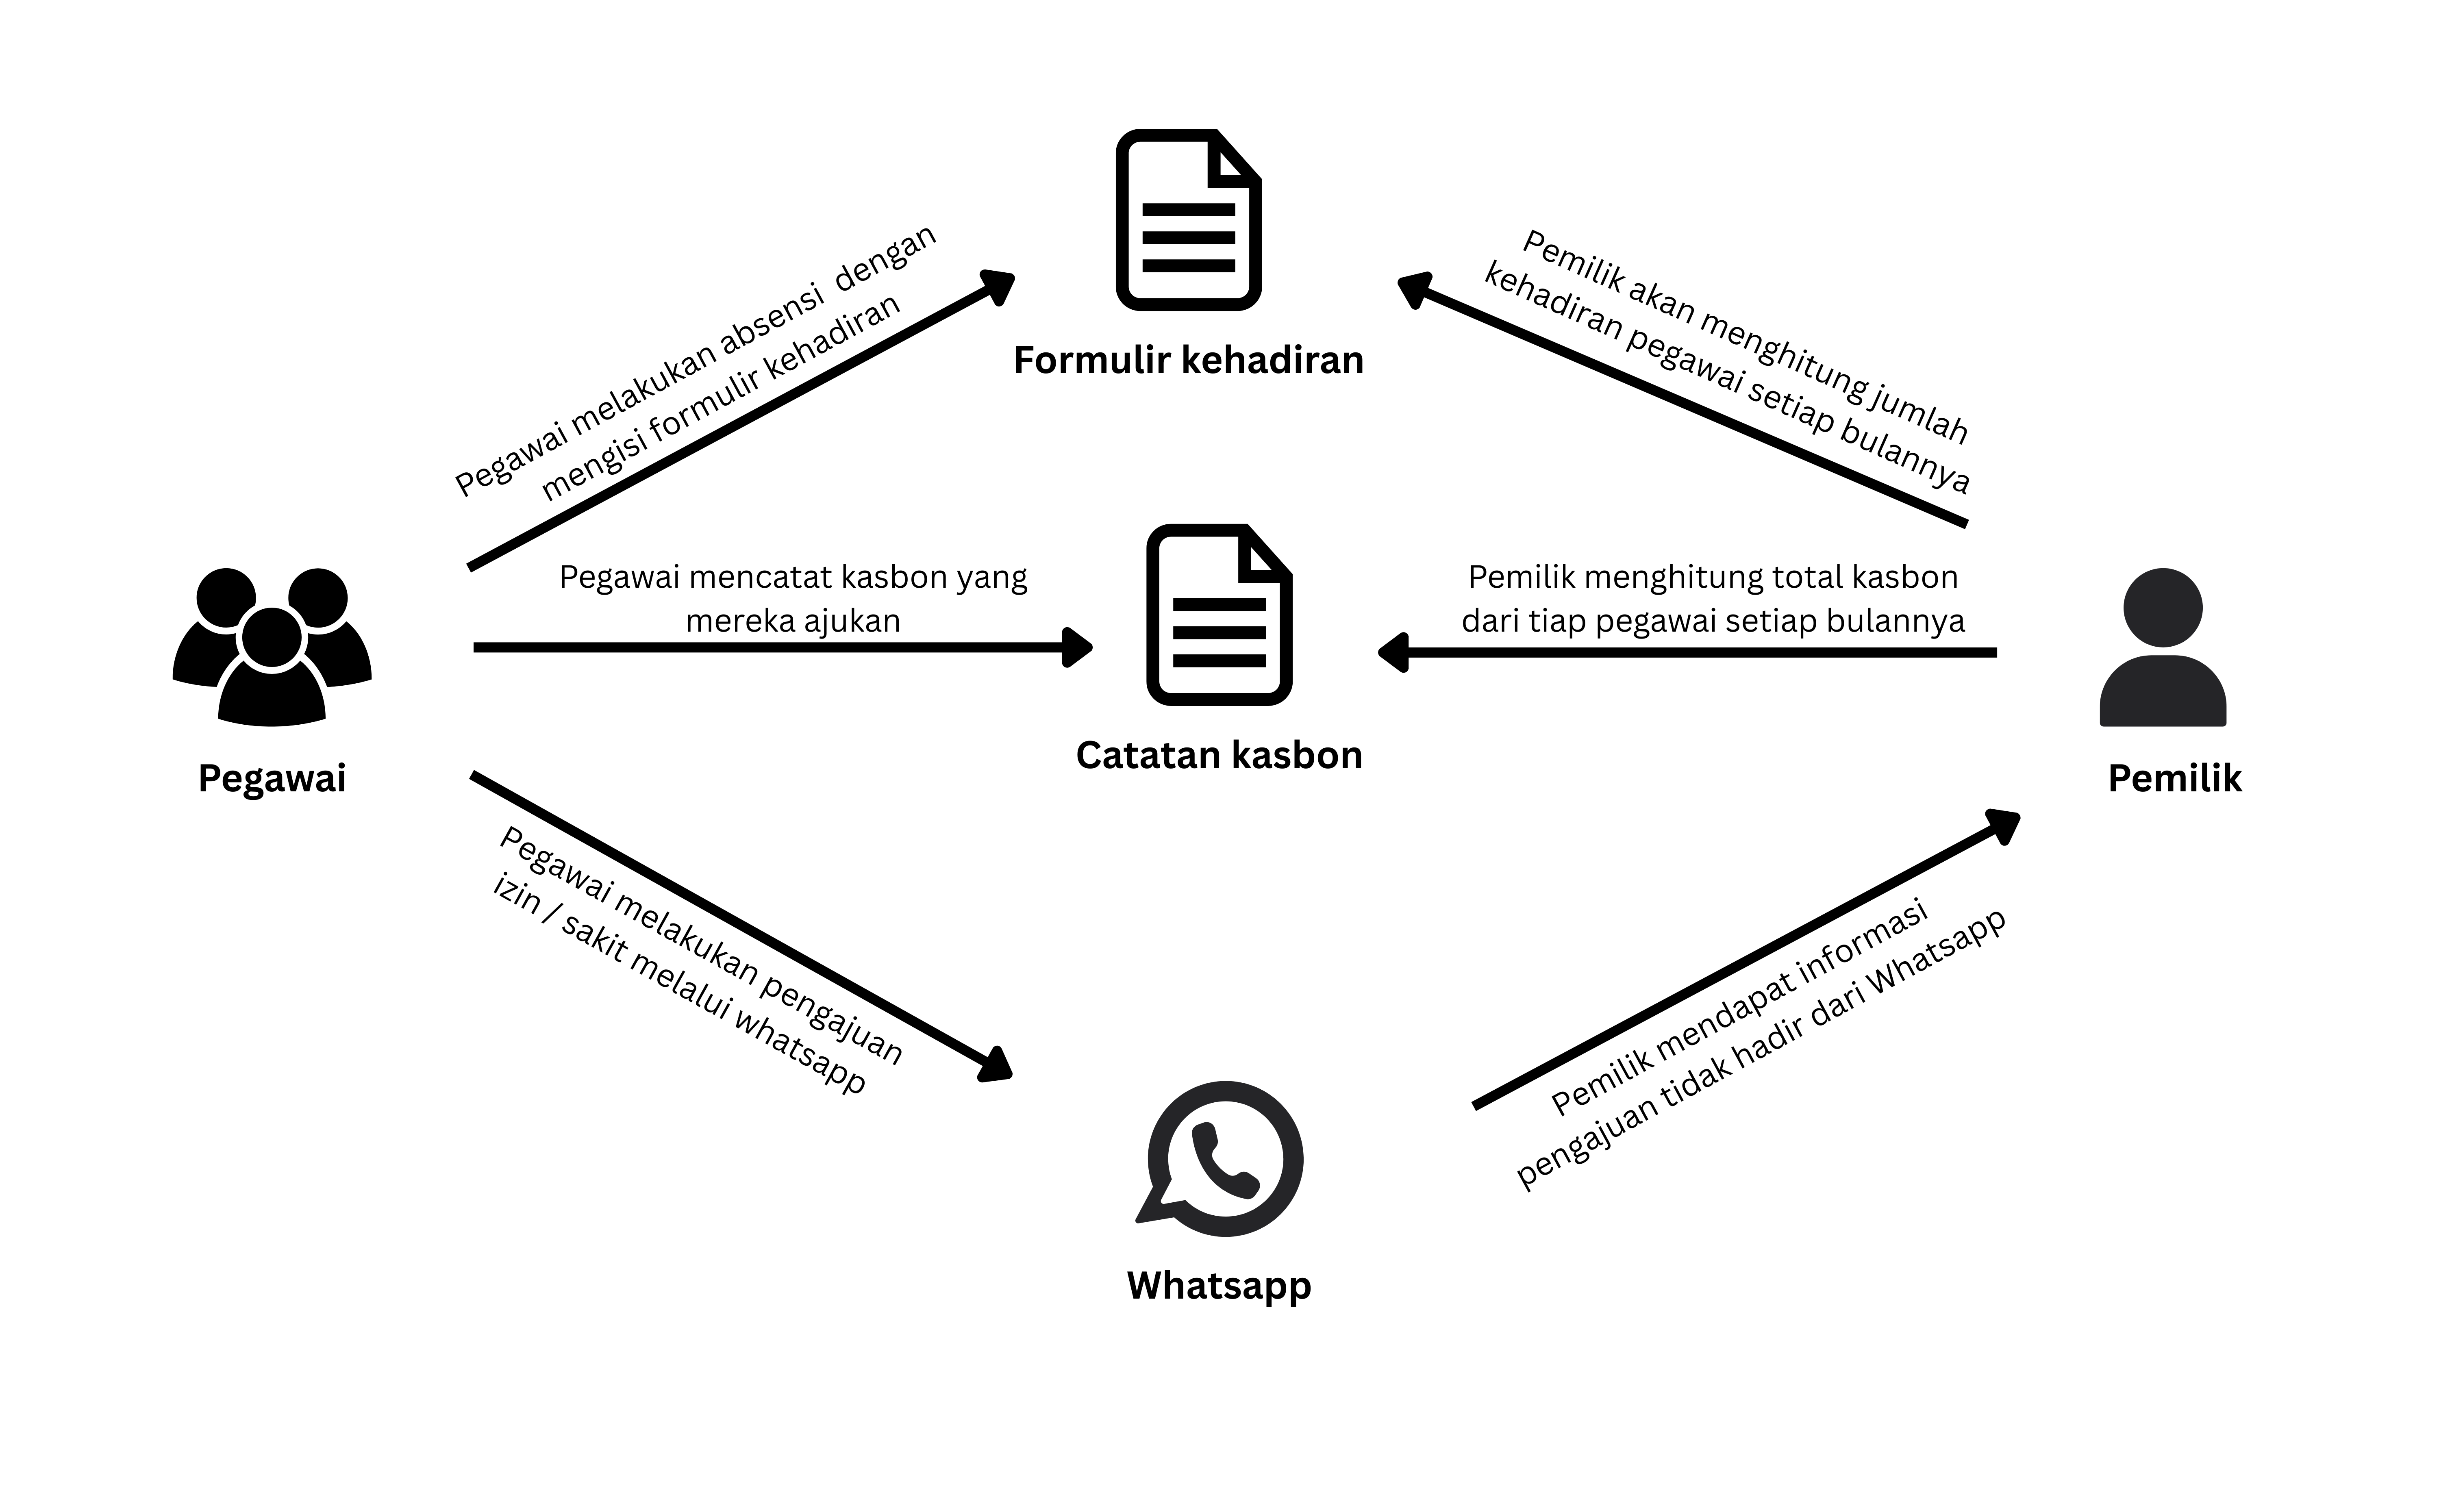 Pegawai melakukan absensi  dengan
mengisi formulir kehadiran
Formulir kehadiran
Pemilik akan menghitung jumlah
kehadiran pegawai setiap bulannya
Pegawai mencatat kasbon yang
mereka ajukan
Pemilik menghitung total kasbon
dari tiap pegawai setiap bulannya
Catatan kasbon
Pegawai
Pemilik
Pegawai melakukan pengajuan
izin / sakit melalui whatsapp
Pemilik mendapat informasi
pengajuan tidak hadir dari Whatsapp
Whatsapp